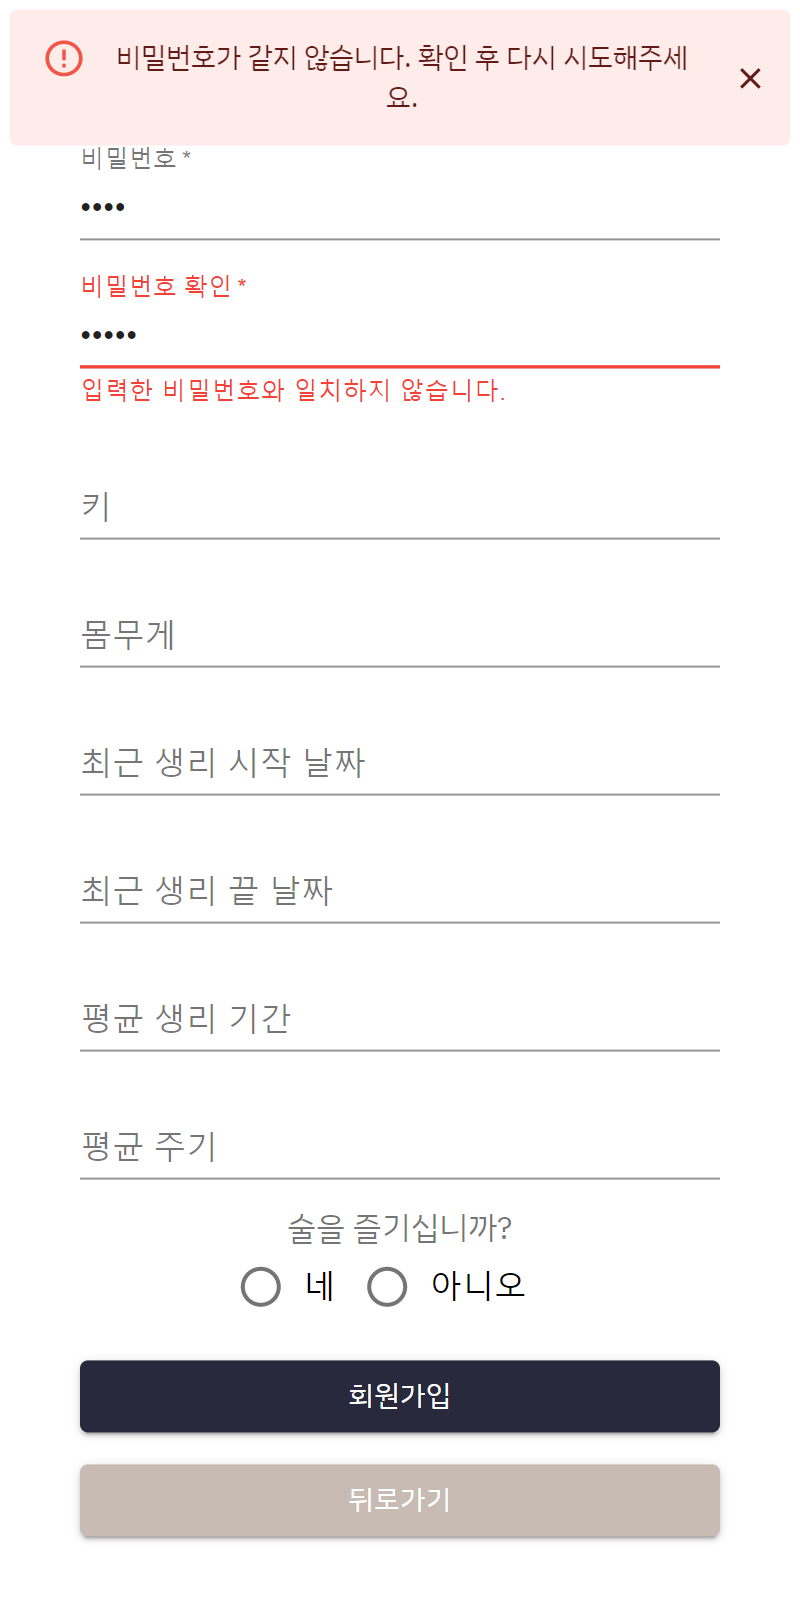 비밀번호가 같지 않습니다. 확인 후 다시 시도해주세
요.
비밀번호 *
••••
비밀번호 확인 *
•••••
입력한 비밀번호와 일치하지 않습니다.
키
몸무게
최근 생리 시작 날짜
최근 생리 끝 날짜
평균 생리 기간
평균 주기
술을 즐기십니까?
네 아니오
회원가입
뒤로가기